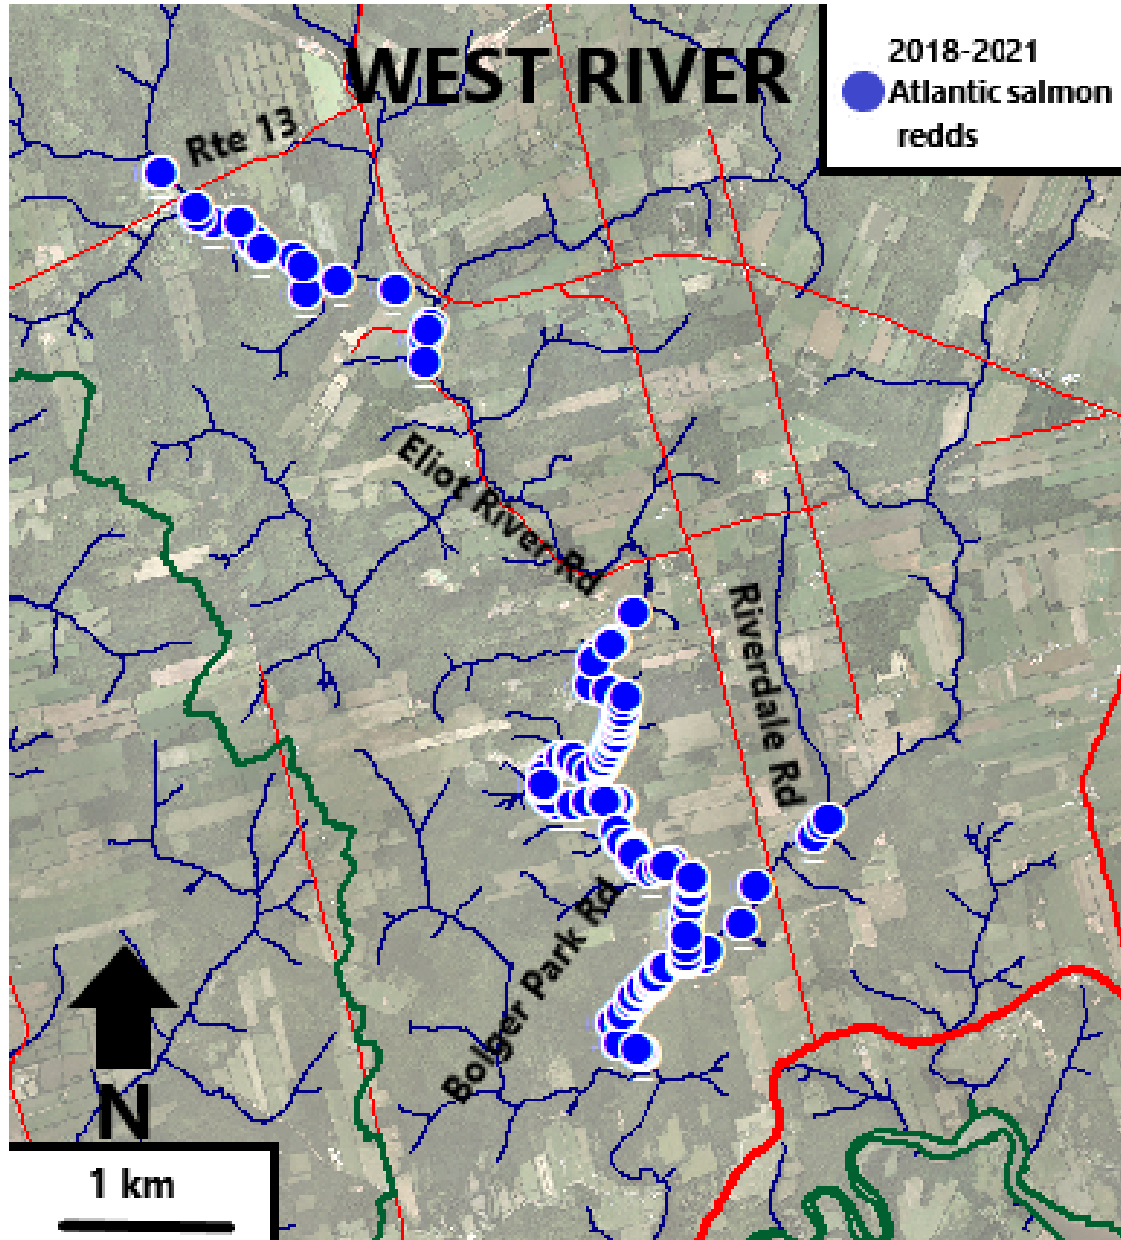 WEST RIVER
2018-2021
Atlantic salmon
redds
Rte 13
Eliot River Rd
Riverdale Rd
Bolger Park Rd
N
1 km